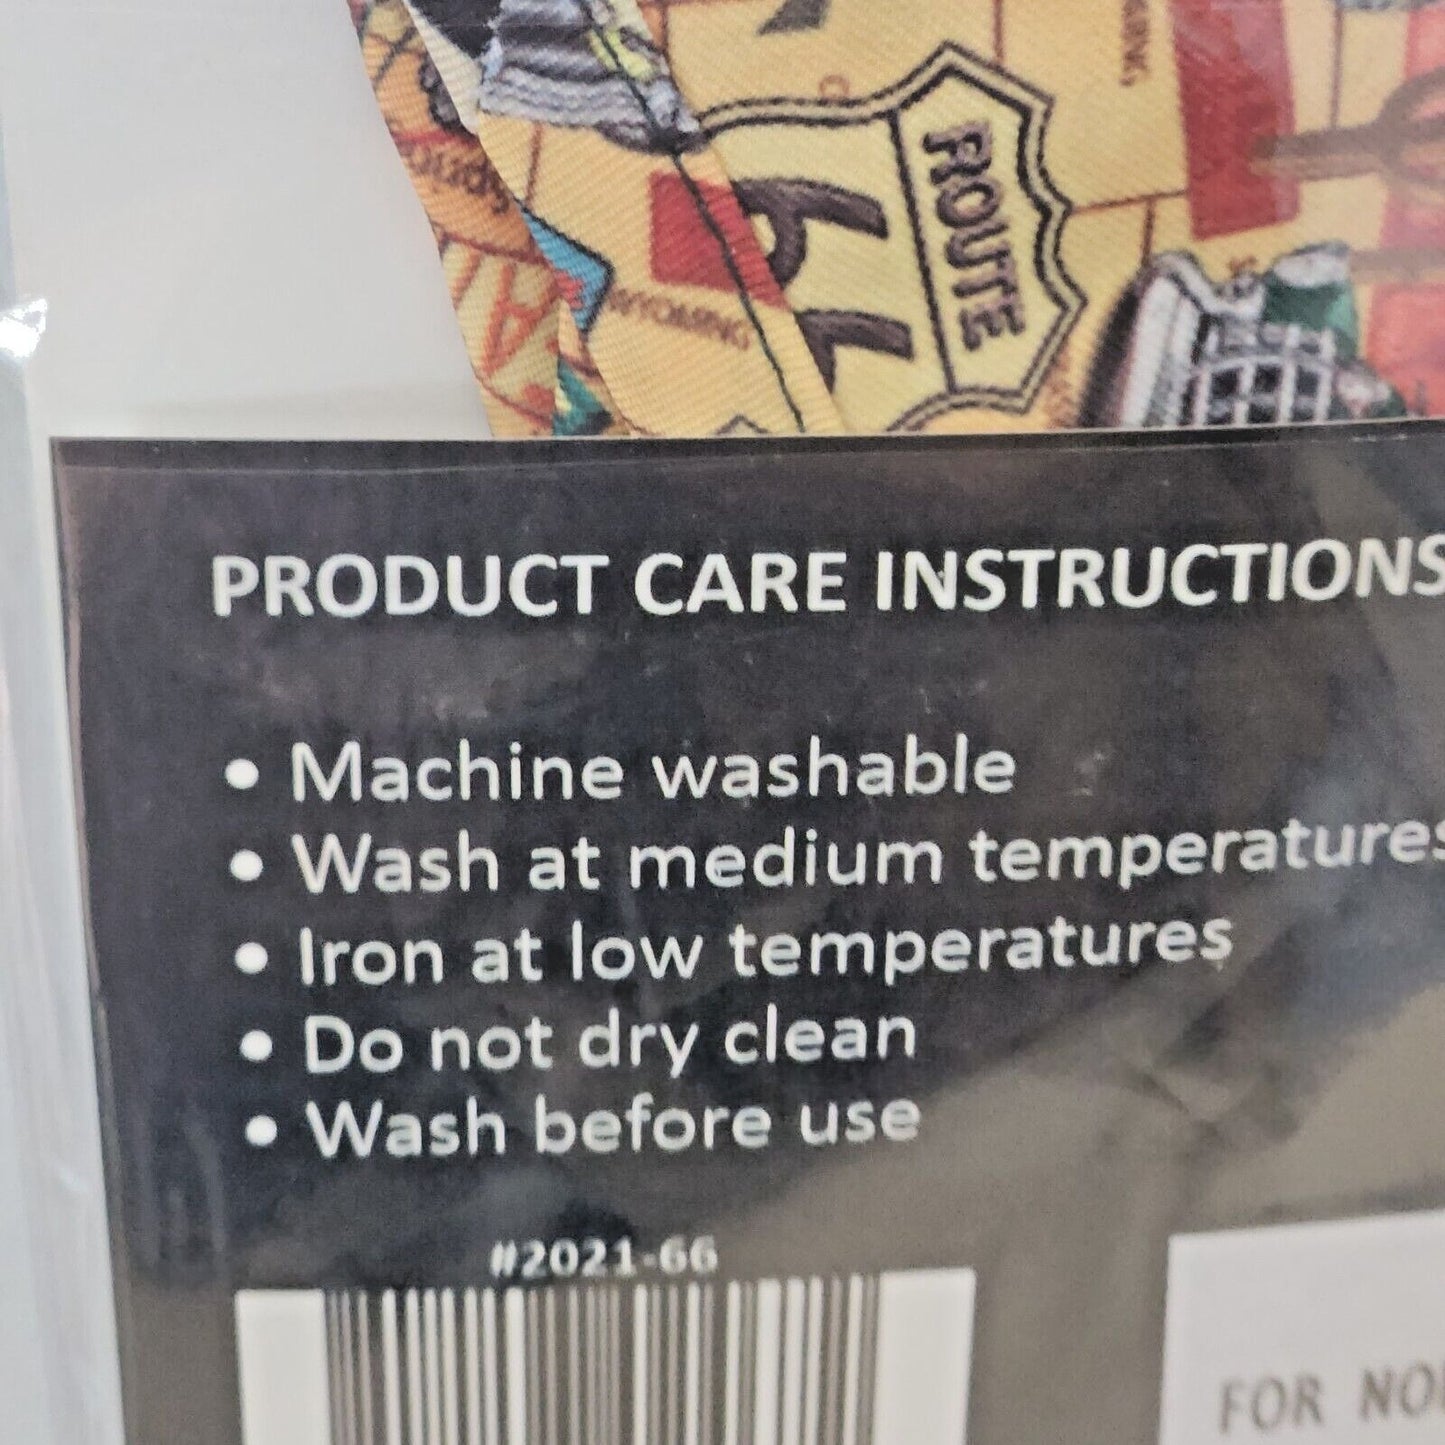 ROUTE
66
WYOMING
PRODUCT CARE INSTRUCTIONS
• Machine washable
• Wash at medium temperatures
• Iron at low temperatures
• Do not dry clean
• Wash before use
#2021-66
FOR